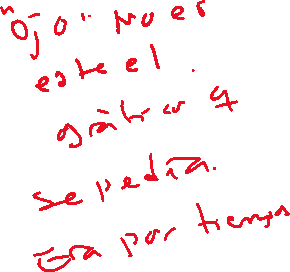 "Ojo" No es
este el
gráfico q
se pedía.
Era por tiempo